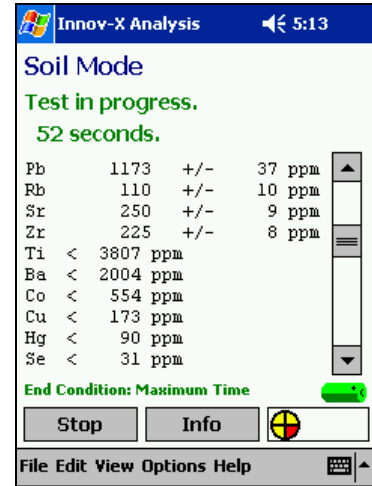 Innov-X Analysis 5:13
Soil Mode
Test in progress.
52 seconds.
Pb 1173 +/- 37 ppm
Rb 110 +/- 10 ppm
Sr 250 +/- 9 ppm
Zr 225 +/- 8 ppm
Ti < 3807 ppm
Ba < 2004 ppm
Co < 554 ppm
Cu < 173 ppm
Hg < 90 ppm
Se < 31 ppm
End Condition: Maximum Time
Stop Info
File Edit View Options Help